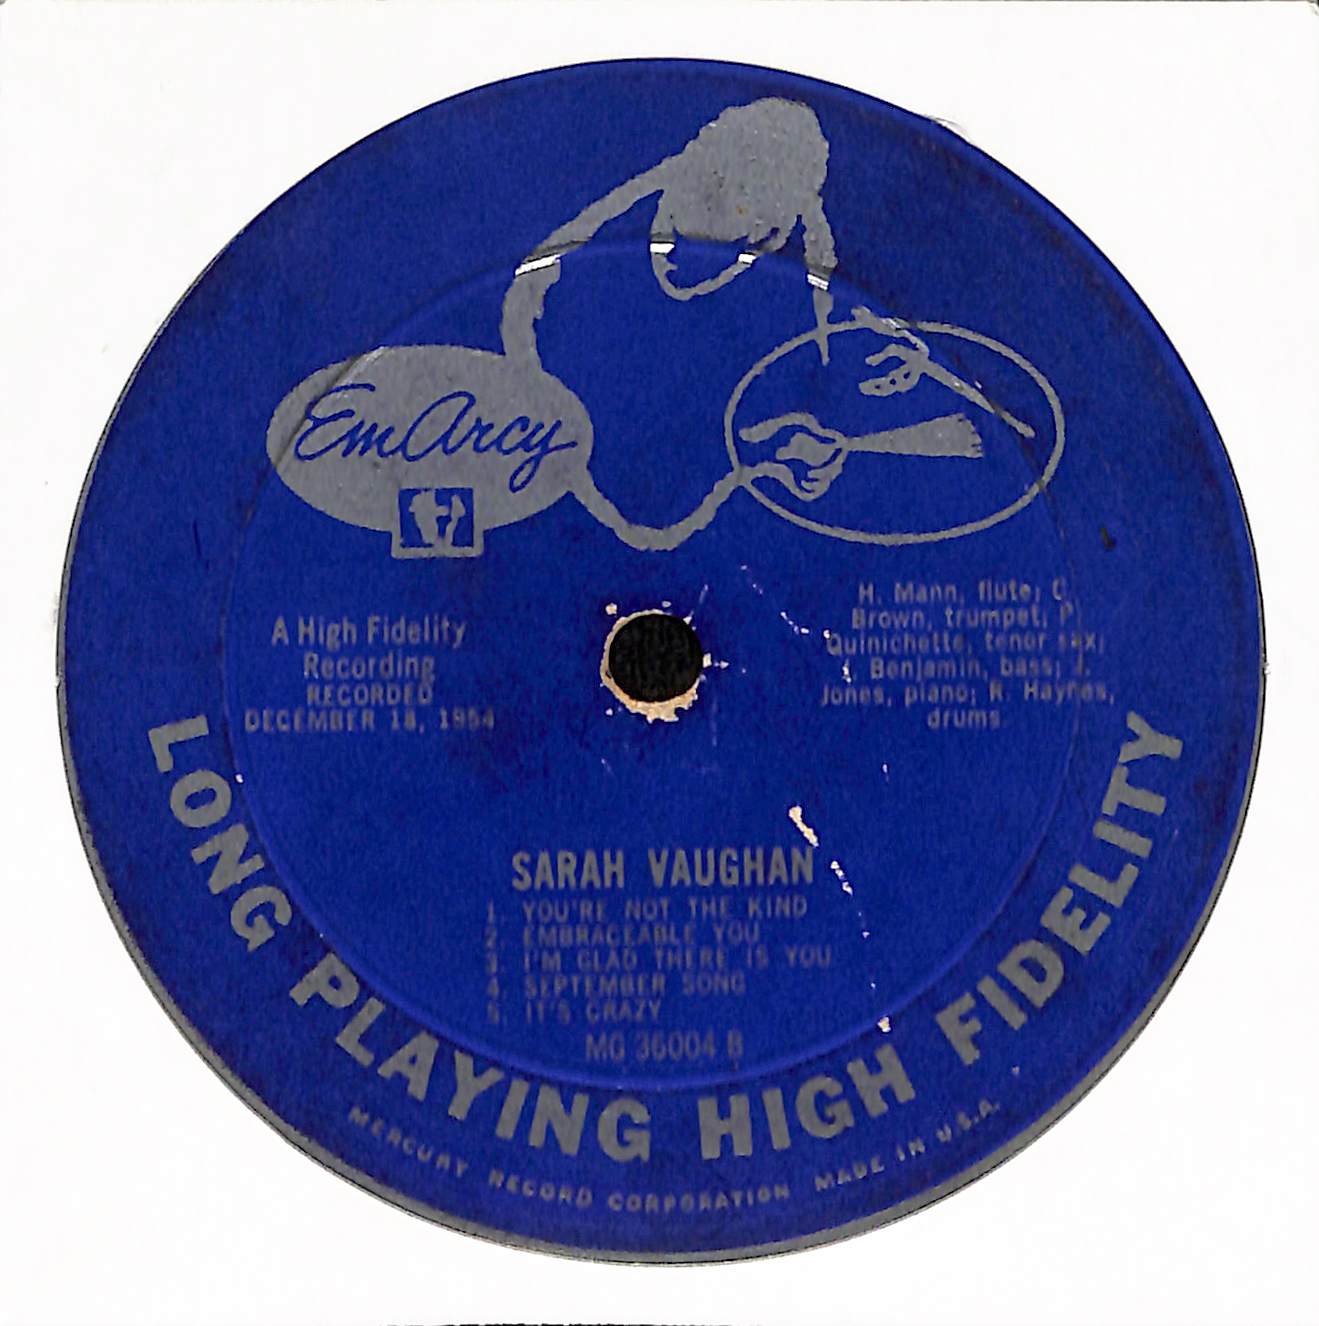 EmArcy
A High Fidelity
Recording
RECORDED
DECEMBER 18, 1954
H. Mann, flute; C.
Brown, trumpet; P.
Quinichette, tenor sax;
J. Benjamin, bass; J.
Jones, piano; R. Haynes,
drums.
SARAH VAUGHAN
1. YOU'RE NOT THE KIND
2. EMBRACEABLE YOU
3. I'M GLAD THERE IS YOU
4. SEPTEMBER SONG
5. IT'S CRAZY
MG 36004 B
LONG PLAYING HIGH FIDELITY
MERCURY RECORD CORPORATION MADE IN U.S.A.